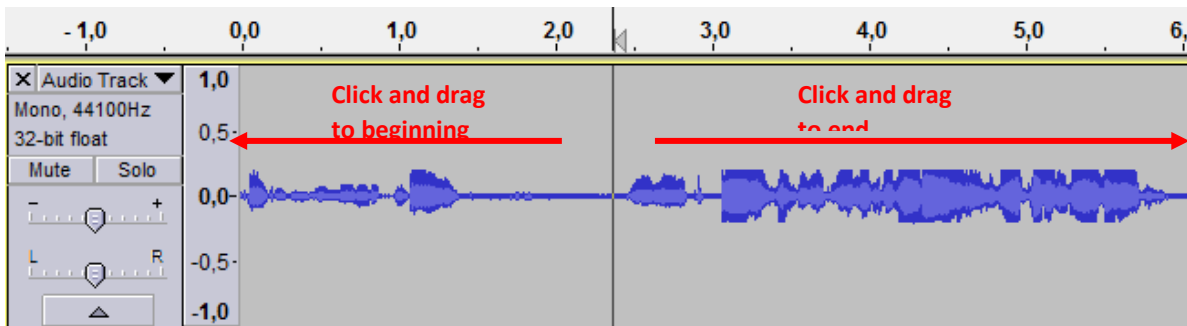 - 1,0 0,0 1,0 2,0 3,0 4,0 5,0 6,
X Audio Track
Mono, 44100Hz
32-bit float
Mute Solo
- +
L R
1,0
0,5
0,0
-0,5
-1,0
Click and drag
to beginning
Click and drag
to end